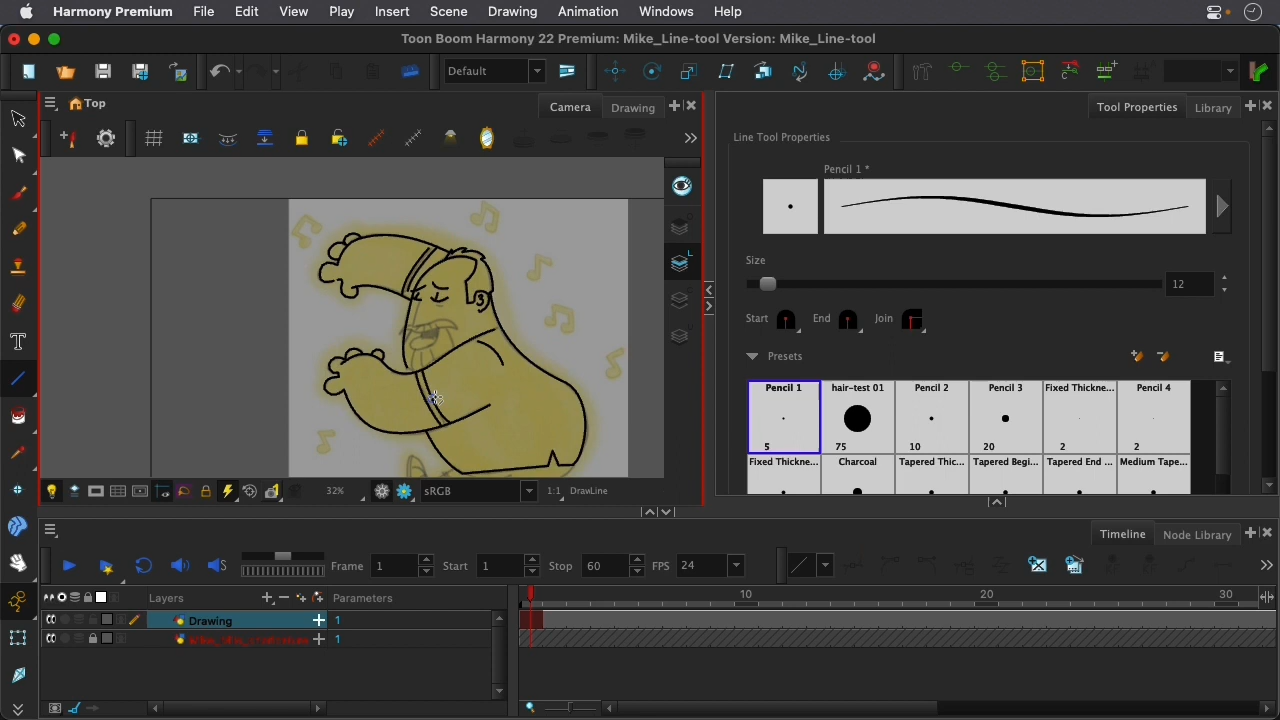 Harmony Premium File Edit View Play Insert Scene Drawing Animation Windows Help
Toon Boom Harmony 22 Premium: Mike_Line-tool Version: Mike_Line-tool
Default
Top
Camera Drawing
Tool Properties Library
Line Tool Properties
Pencil 1 *
Size
12
Start End Join
Presets
Pencil 1 hair-test 01 Pencil 2 Pencil 3 Fixed Thickne... Pencil 4
5 75 10 20 2 2
Fixed Thickne... Charcoal Tapered Thic... Tapered Begi... Tapered End ... Medium Tape...
32% sRGB 1:1 DrawLine
Timeline Node Library
Frame 1 Start 1 Stop 60 FPS 24
Layers Parameters
10 20 30
Drawing 1
1